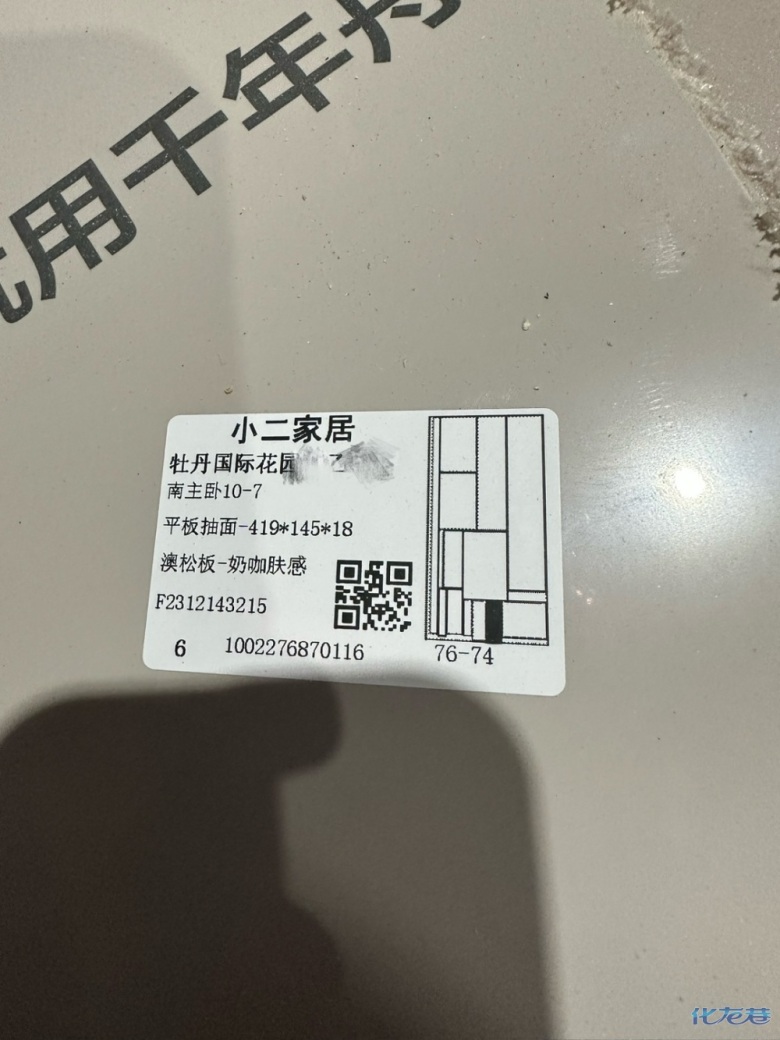 用千年
小二家居
牡丹国际花园
南主卧10-7
平板抽面-419*145*18
澳松板-奶咖肤感
F2312143215
6 1002276870116 76-74
化龙巷